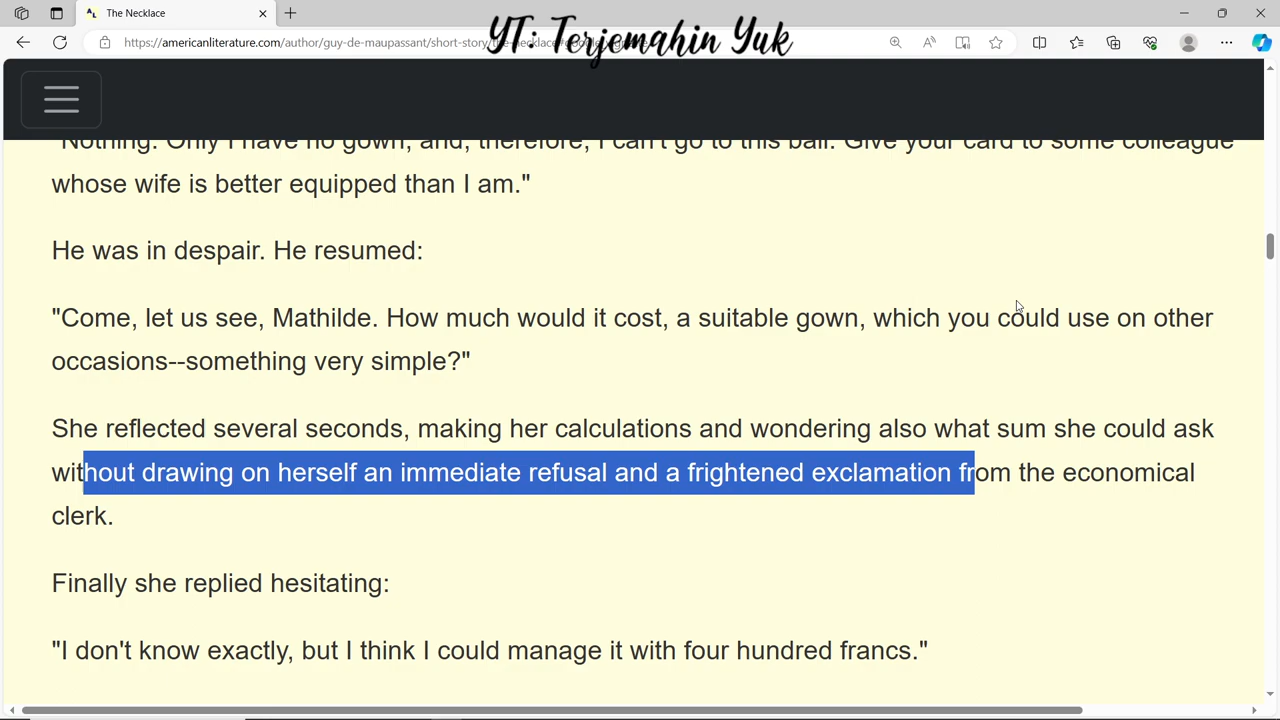 The Necklace
YT: Terjemahin Yuk
https://americanliterature.com/author/guy-de-maupassant/short-story/
"Nothing. Only I have no gown, and, therefore, I can't go to this ball. Give your card to some colleague
whose wife is better equipped than I am."
He was in despair. He resumed:
"Come, let us see, Mathilde. How much would it cost, a suitable gown, which you could use on other
occasions--something very simple?"
She reflected several seconds, making her calculations and wondering also what sum she could ask
without drawing on herself an immediate refusal and a frightened exclamation from the economical
clerk.
Finally she replied hesitating:
"I don't know exactly, but I think I could manage it with four hundred francs."